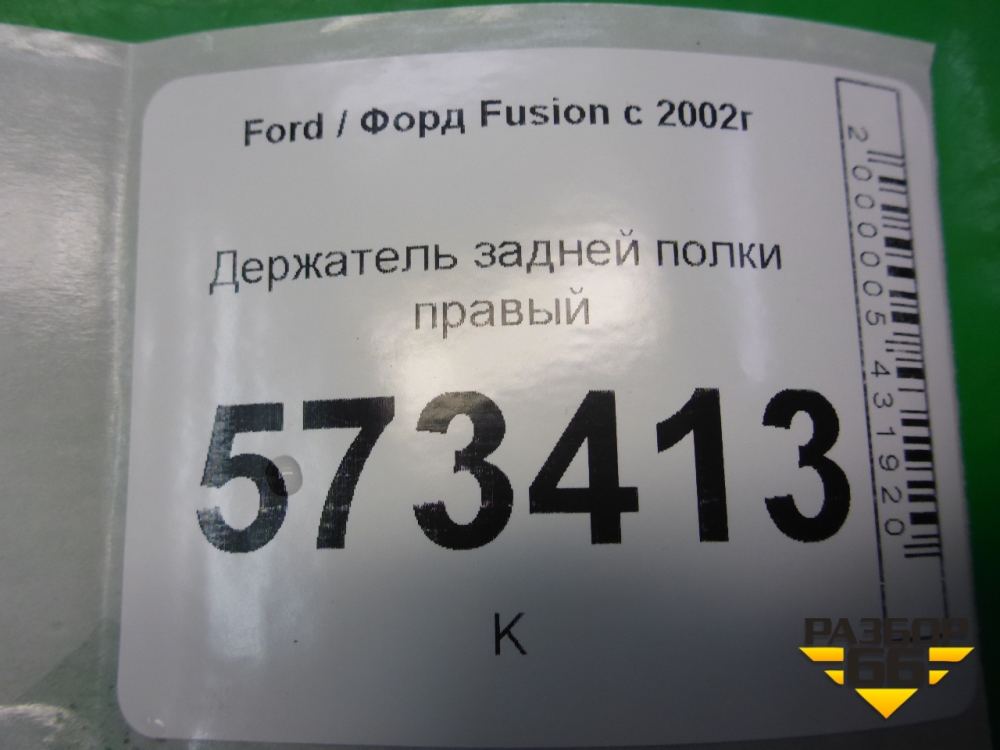 Ford / Форд Fusion с 2002г
Держатель задней полки
правый
573413
К
2000005431920
РАЗБОР
66